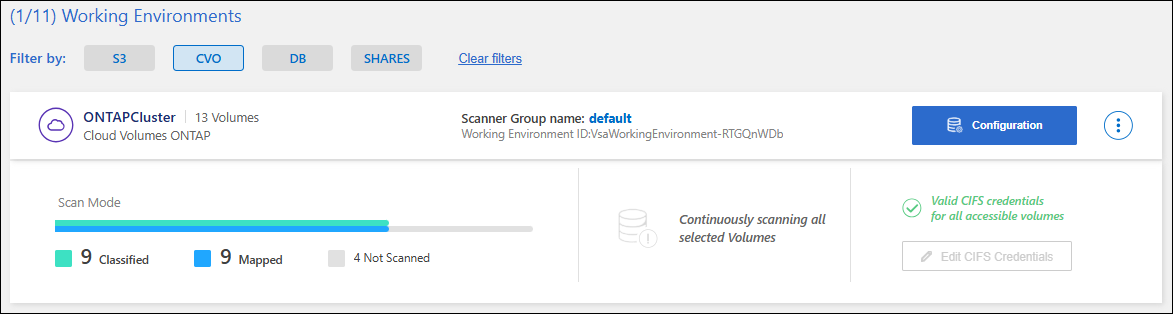 (1/11) Working Environments
Filter by: S3 CVO DB SHARES Clear filters
ONTAPCluster 13 Volumes
Cloud Volumes ONTAP
Scanner Group name: default
Working Environment ID:VsaWorkingEnvironment-RTGQnWDb
Configuration
Scan Mode
9 Classified 9 Mapped 4 Not Scanned
Continuously scanning all
selected Volumes
Valid CIFS credentials
for all accessible volumes
Edit CIFS Credentials